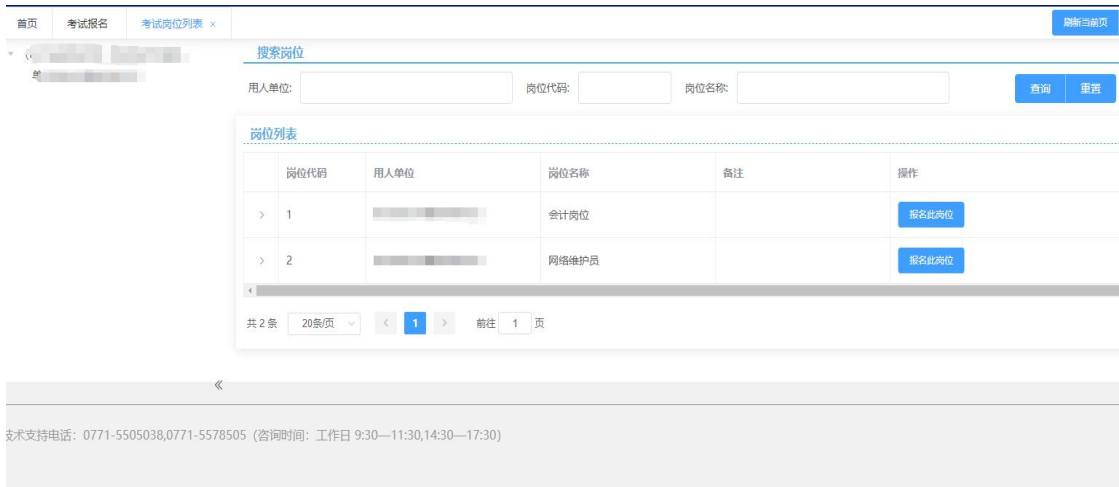 首页 考试报名 考试岗位列表 ×
刷新当前页
搜索岗位
用人单位: 岗位代码: 岗位名称: 查询 重置
岗位列表
岗位代码 用人单位 岗位名称 备注 操作
1 会计岗位 报名此岗位
2 网络维护员 报名此岗位
共 2 条 20条/页 1 前往 1 页
技术支持电话：0771-5505038,0771-5578505（咨询时间：工作日 9:30—11:30,14:30—17:30）